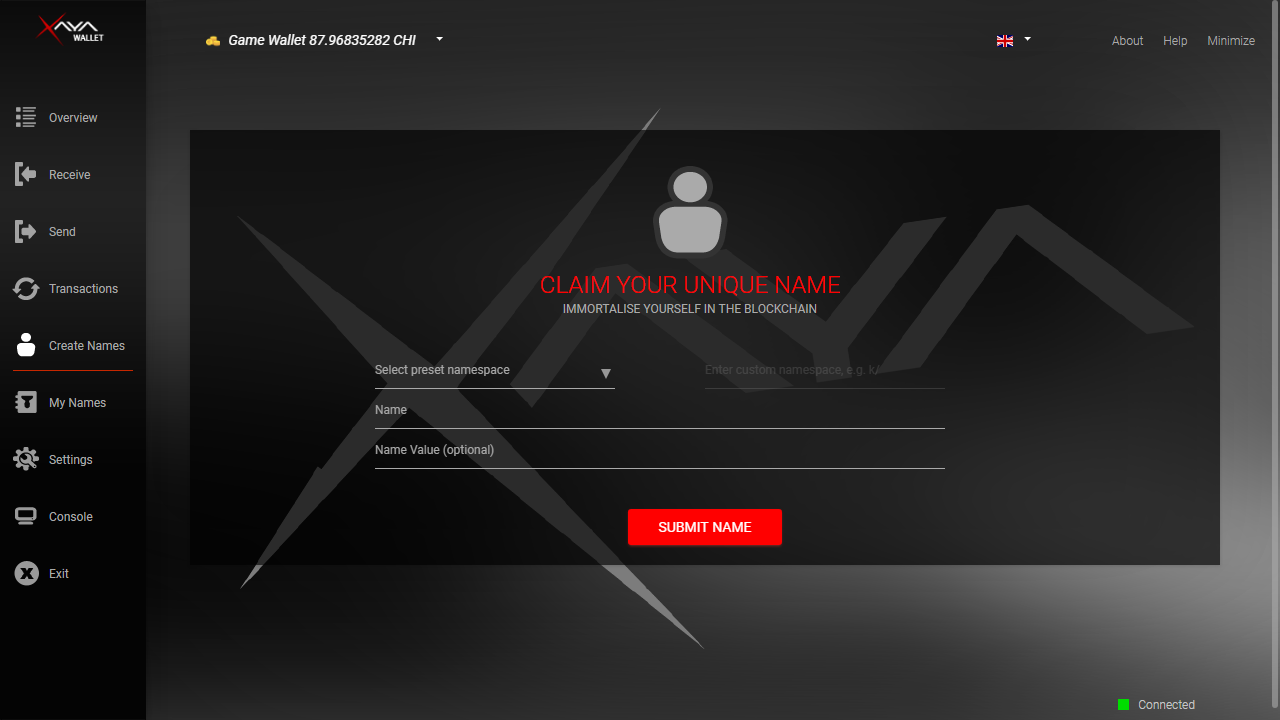 XAYA
WALLET
Game Wallet 87.96835282 CHI
About
Help
Minimize
Overview
Receive
Send
Transactions
Create Names
My Names
Settings
Console
Exit
CLAIM YOUR UNIQUE NAME
IMMORTALISE YOURSELF IN THE BLOCKCHAIN
Select preset namespace
Enter custom namespace, e.g. k/
Name
Name Value (optional)
SUBMIT NAME
Connected